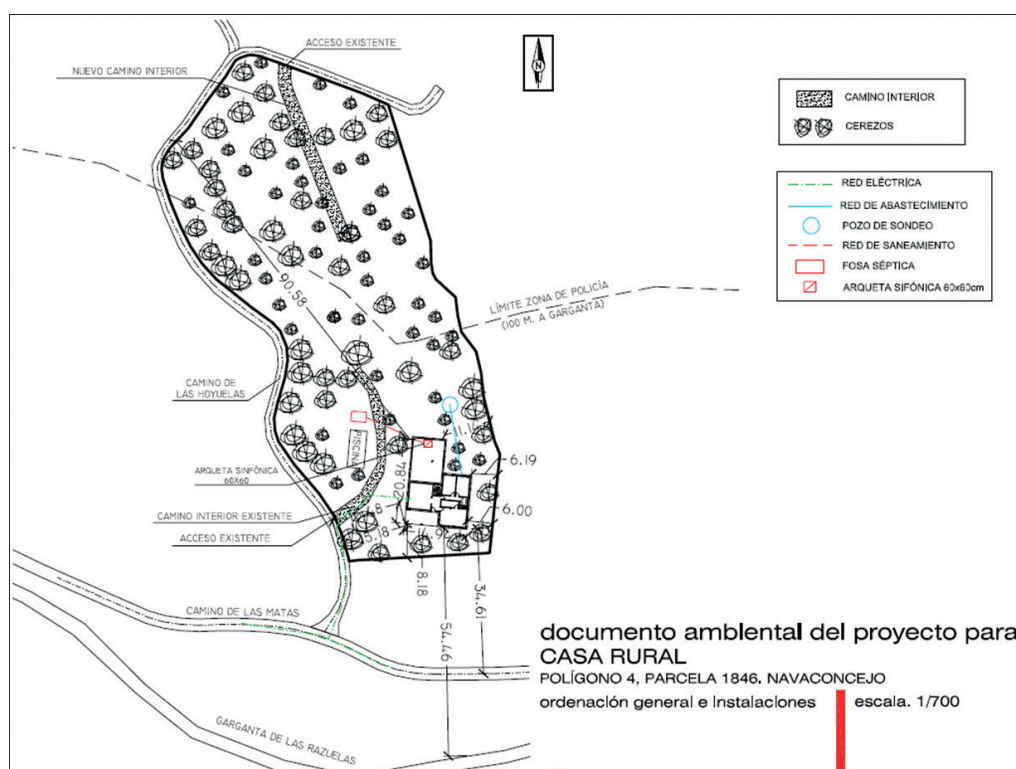 ACCESO EXISTENTE
NUEVO CAMINO INTERIOR
N
CAMINO INTERIOR
CEREZOS
RED ELÉCTRICA
RED DE ABASTECIMIENTO
POZO DE SONDEO
RED DE SANEAMIENTO
FOSA SÉPTICA
ARQUETA SIFÓNICA 60x60cm
90.58
LÍMITE ZONA DE POLICÍA
(100 M. A GARGANTA)
CAMINO DE
LAS HOYUELAS
PISCINA
ARQUETA SINFÓNICA
60X60
20.84
6.19
6.00
CAMINO INTERIOR EXISTENTE
ACCESO EXISTENTE
5.18
8.18
34.61
54.46
CAMINO DE LAS MATAS
GARGANTA DE LAS RAZUELAS
documento ambiental del proyecto para
CASA RURAL
POLÍGONO 4, PARCELA 1846. NAVACONCEJO
ordenación general e instalaciones
escala. 1/700